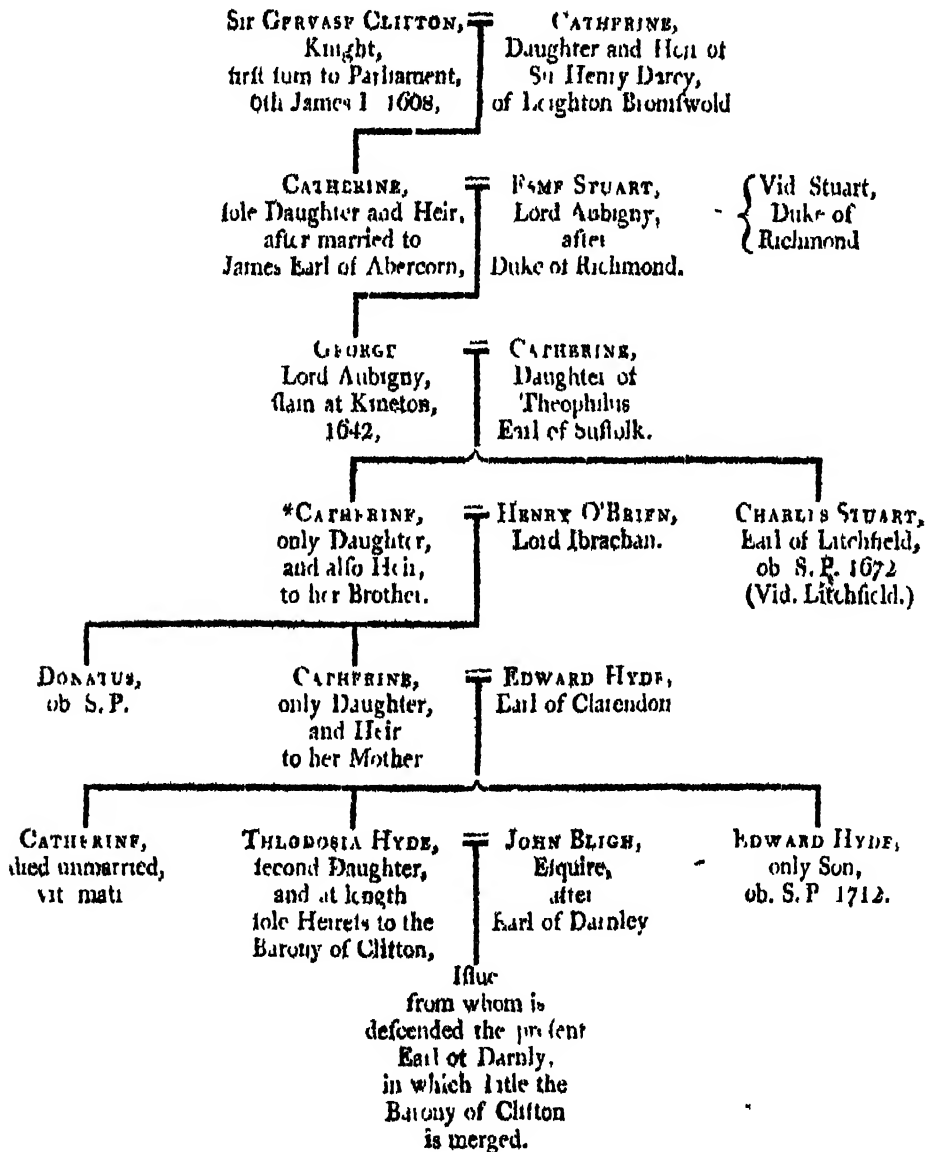 SIR GERVASE CLIFTON,
Knight,
first sum to Parliament,
6th James I 1608,
CATHERINE,
Daughter and Heir of
Sir Henry Darcy,
of Leighton Bromswold
CATHERINE,
sole Daughter and Heir,
after married to
James Earl of Abercorn,
ESME STUART,
Lord Aubigny,
after
Duke of Richmond.
Vid Stuart,
Duke of
Richmond
GEORGE
Lord Aubigny,
slain at Kineton,
1642,
CATHERINE,
Daughter of
Theophilus
Earl of Suffolk.
*CATHERINE,
only Daughter,
and also Heir,
to her Brother.
HENRY O'BRIEN,
Lord Ibrachan.
CHARLES STUART,
Earl of Litchfield,
ob S. P. 1672
(Vid. Litchfield.)
DONATUS,
ob S. P.
CATHERINE,
only Daughter,
and Heir
to her Mother
EDWARD HYDE,
Earl of Clarendon
CATHERINE,
died unmarried,
vit mati
THEODOSIA HYDE,
second Daughter,
and at length
sole Heiress to the
Barony of Clifton,
JOHN BLIGH,
Esquire,
after
Earl of Darnley
EDWARD HYDE,
only Son,
ob. S. P 1712.
Issue
from whom is
descended the present
Earl of Darnly,
in which Title the
Barony of Clifton
is merged.